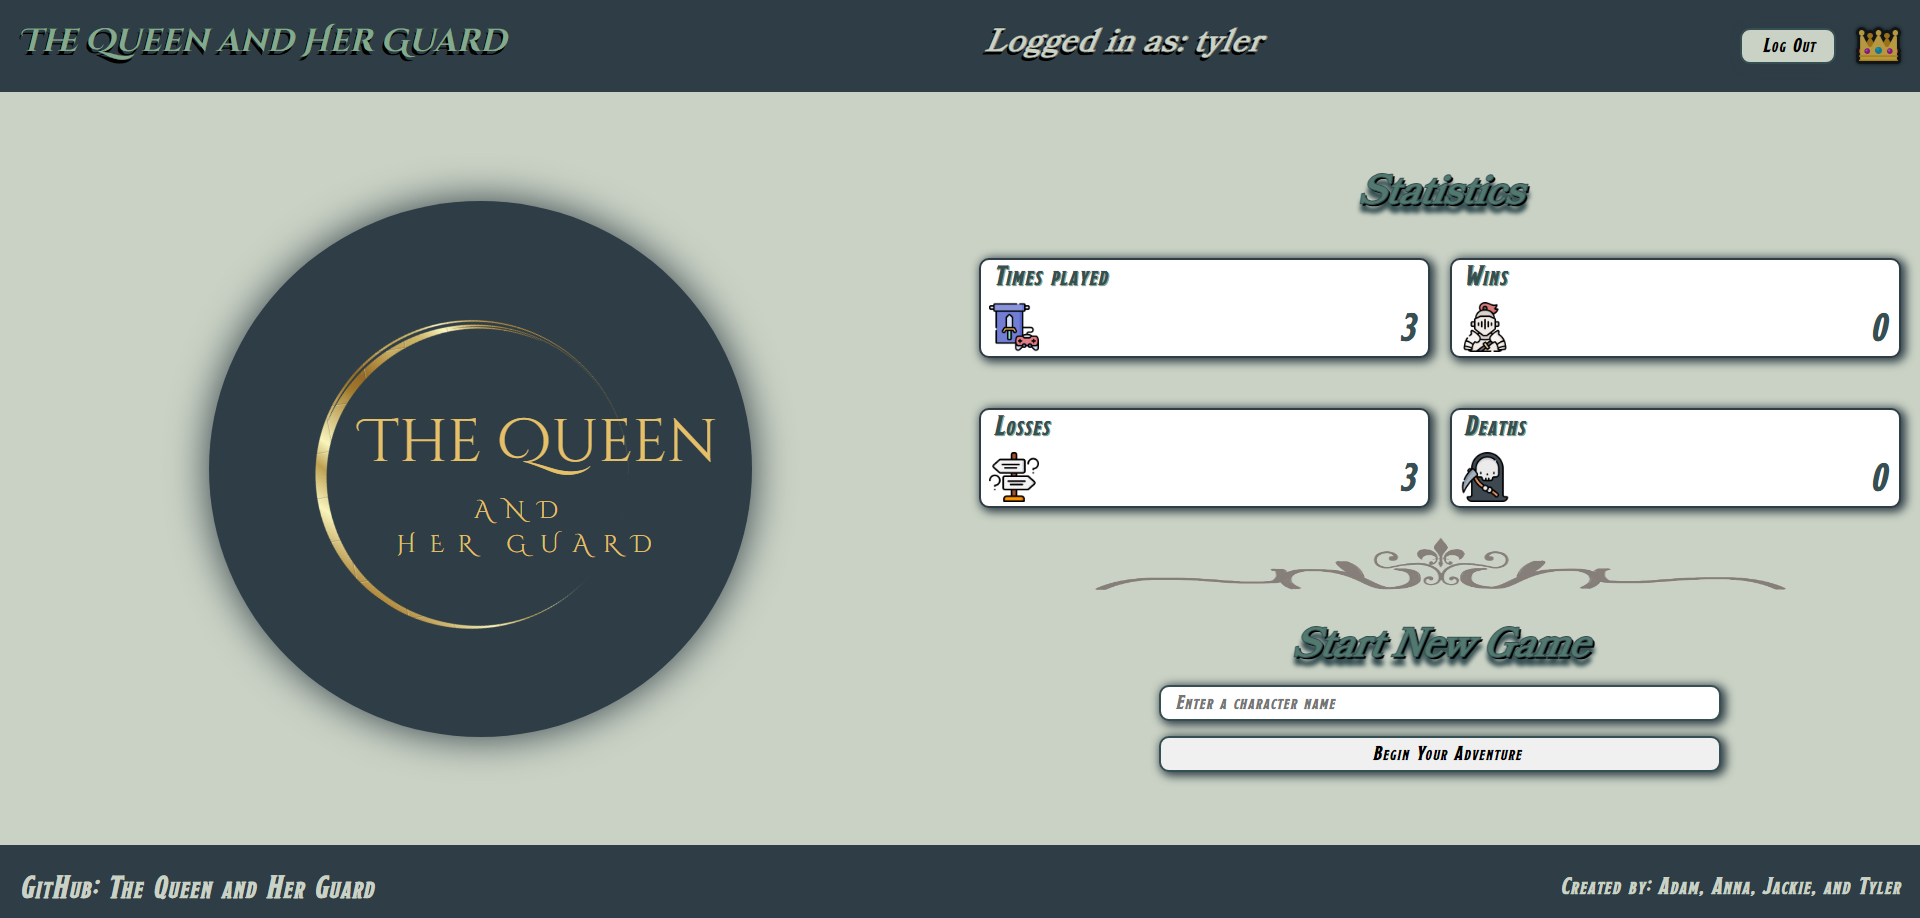 The Queen and Her Guard
Logged in as: tyler
Log Out
The Queen
and
Her Guard
Statistics
Times played
3
Wins
0
Losses
3
Deaths
0
Start New Game
Enter a character name
Begin Your Adventure
GitHub: The Queen and Her Guard
Created by: Adam, Anna, Jackie, and Tyler